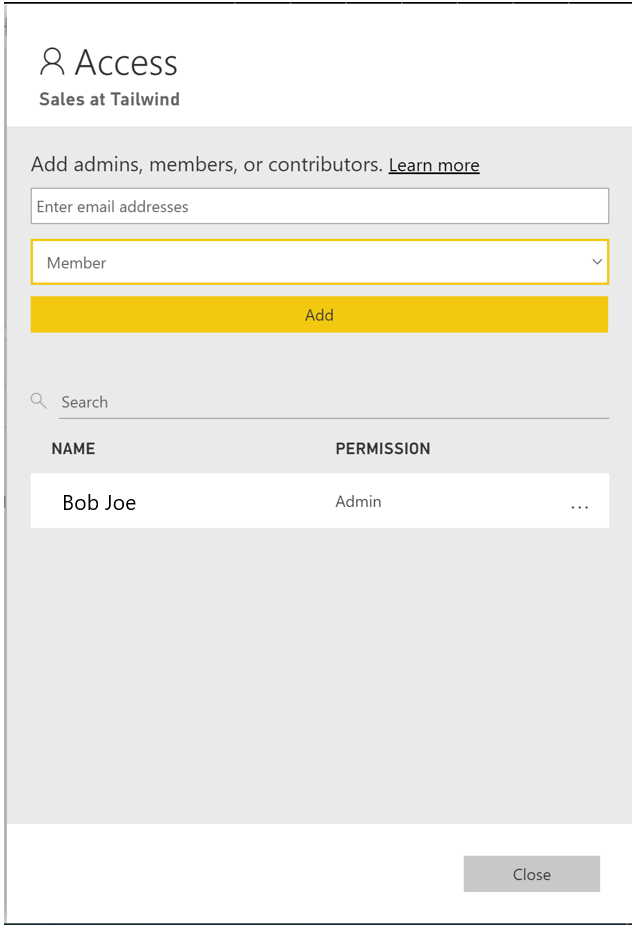 Access
Sales at Tailwind
Add admins, members, or contributors. Learn more
Enter email addresses
Member
Add
Search
NAME PERMISSION
Bob Joe Admin ...
Close